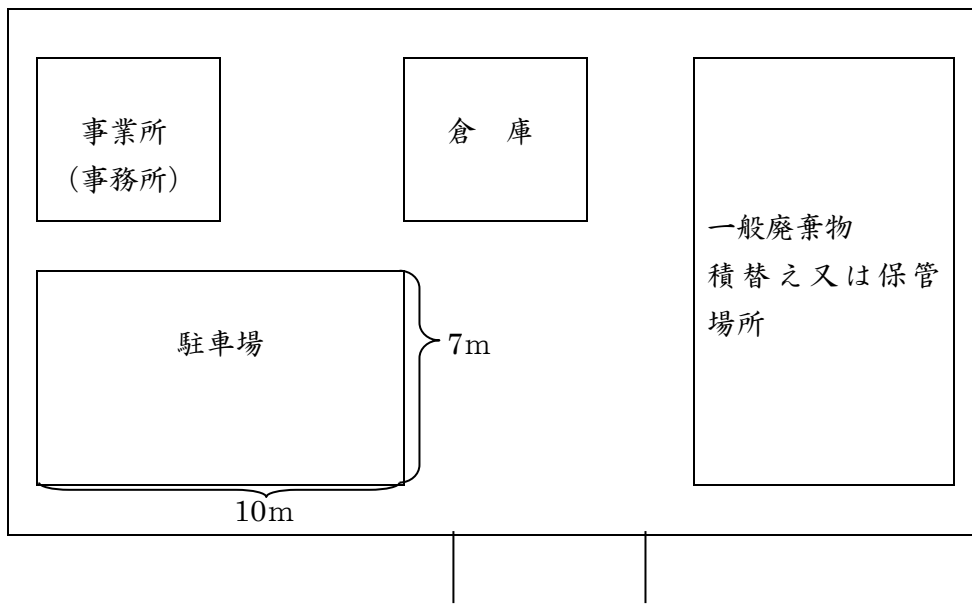 事業所
（事務所）
倉　庫
一般廃棄物
積替え又は保管
場所
駐車場
7m
10m